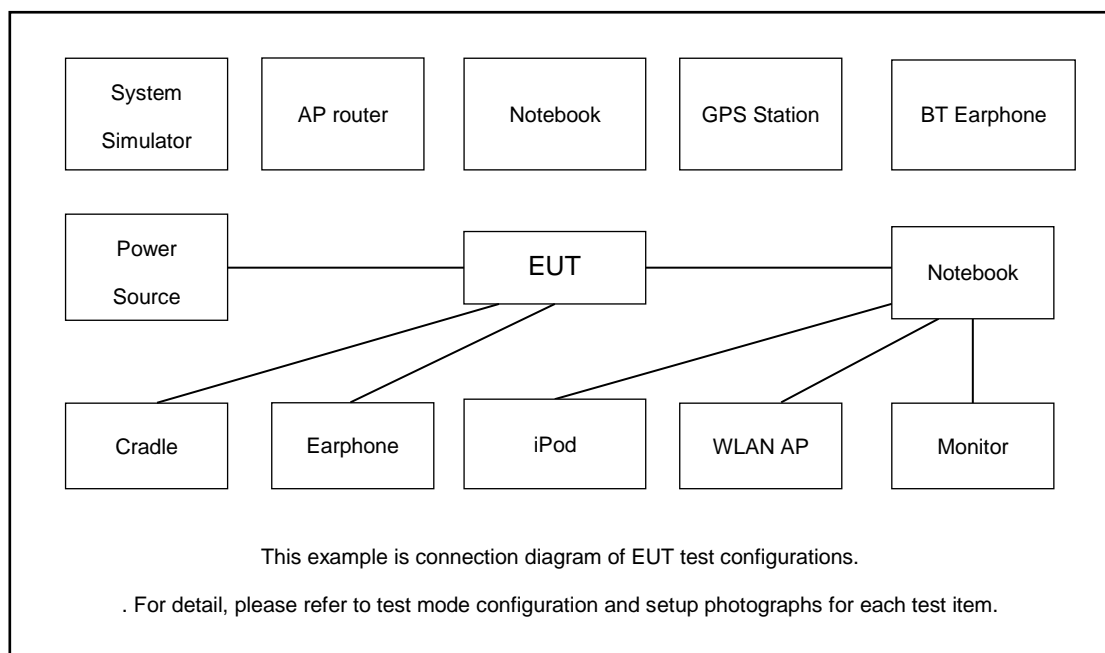 System
Simulator
AP router
Notebook
GPS Station
BT Earphone
Power
Source
EUT
Notebook
Cradle
Earphone
iPod
WLAN AP
Monitor
This example is connection diagram of EUT test configurations.
. For detail, please refer to test mode configuration and setup photographs for each test item.